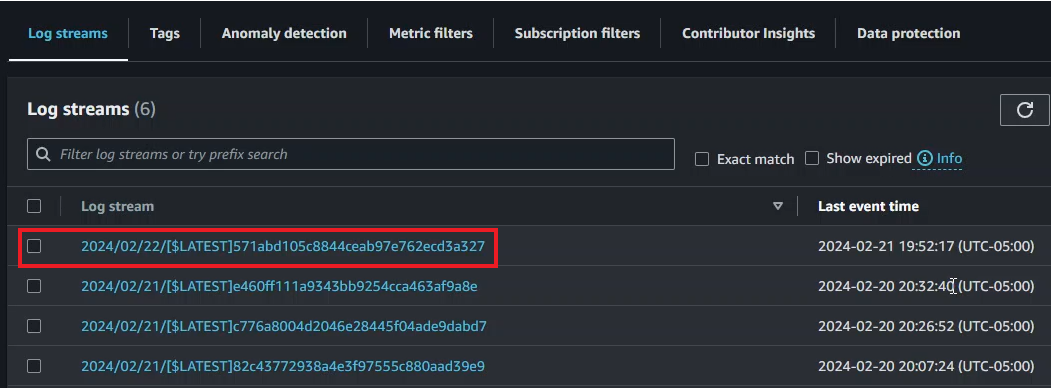 Log streams Tags Anomaly detection Metric filters Subscription filters Contributor Insights Data protection
Log streams (6)
Filter log streams or try prefix search Exact match Show expired Info
Log stream Last event time
2024/02/22/[$LATEST]571abd105c8844ceab97e762ecd3a327 2024-02-21 19:52:17 (UTC-05:00)
2024/02/21/[$LATEST]e460ff111a9343bb9254cca463af9a8e 2024-02-20 20:32:40 (UTC-05:00)
2024/02/21/[$LATEST]c776a8004d2046e28445f04ade9dabd7 2024-02-20 20:26:52 (UTC-05:00)
2024/02/21/[$LATEST]82c43772938a4e3f97555c880aad39e9 2024-02-20 20:07:24 (UTC-05:00)